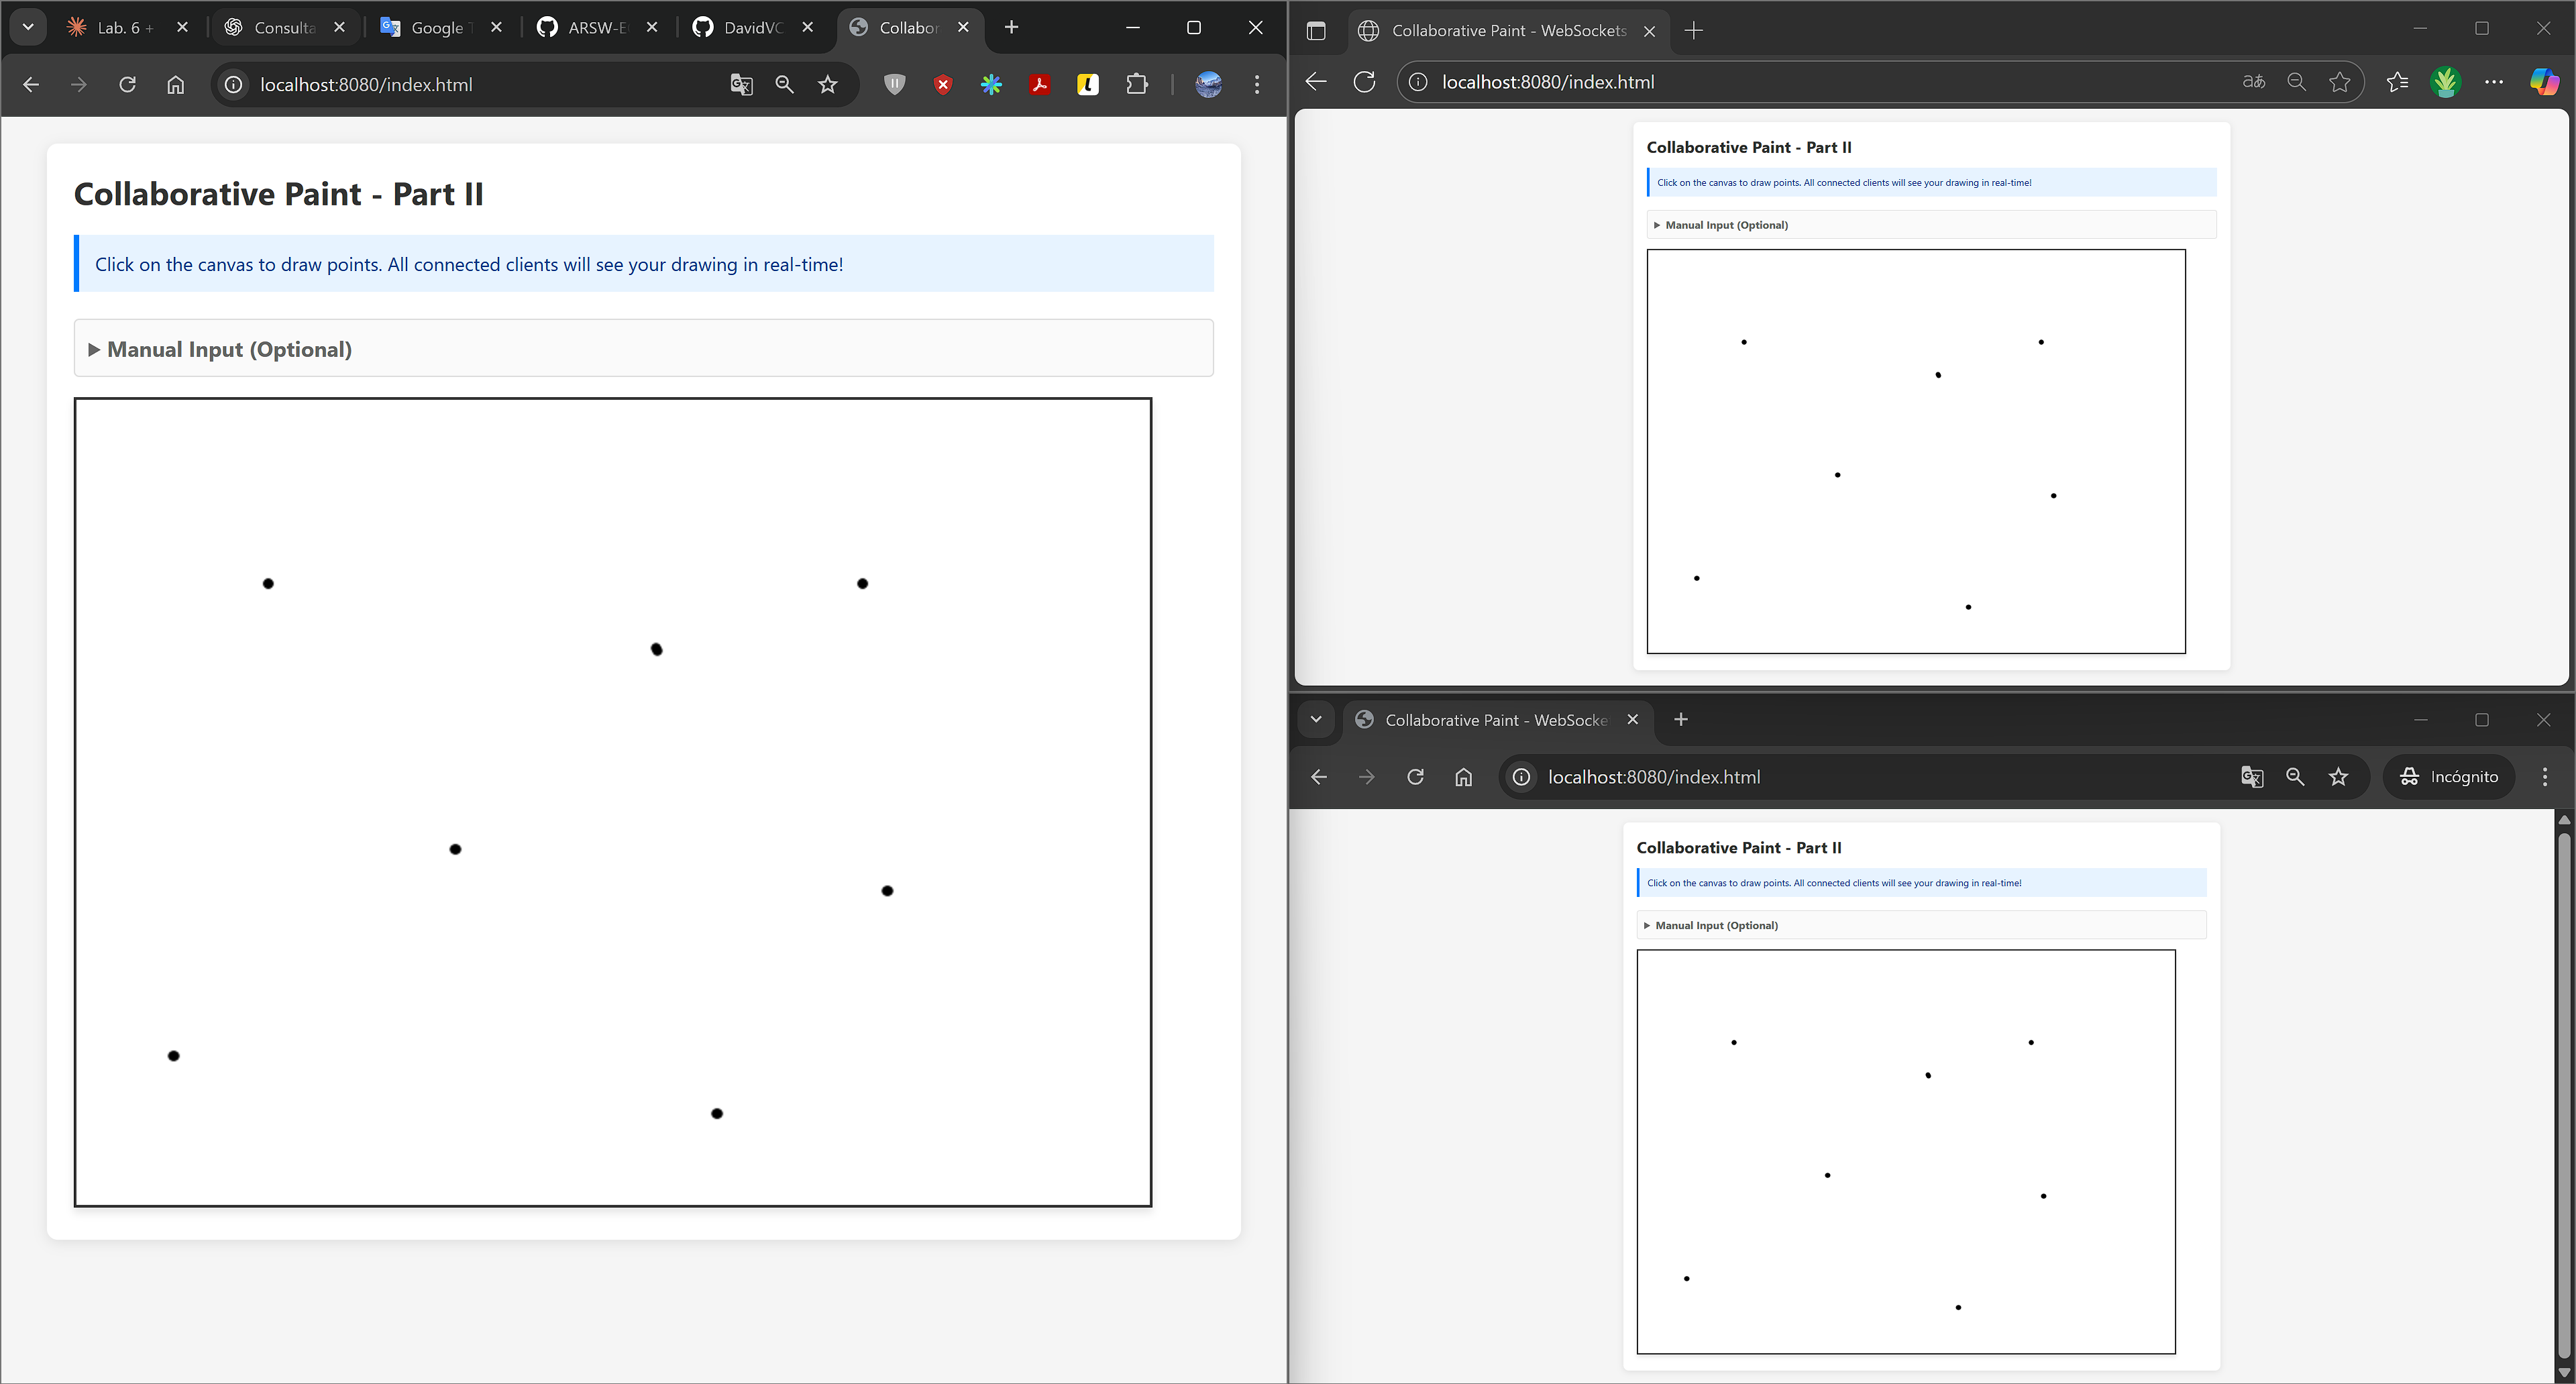 Lab. 6 +
Consulta
Google T
ARSW-E
DavidVC
Collabor
localhost:8080/index.html
Collaborative Paint - Part II
Click on the canvas to draw points. All connected clients will see your drawing in real-time!
Manual Input (Optional)
Collaborative Paint - WebSockets
localhost:8080/index.html
Collaborative Paint - Part II
Click on the canvas to draw points. All connected clients will see your drawing in real-time!
Manual Input (Optional)
Collaborative Paint - WebSocke
localhost:8080/index.html
Incógnito
Collaborative Paint - Part II
Click on the canvas to draw points. All connected clients will see your drawing in real-time!
Manual Input (Optional)